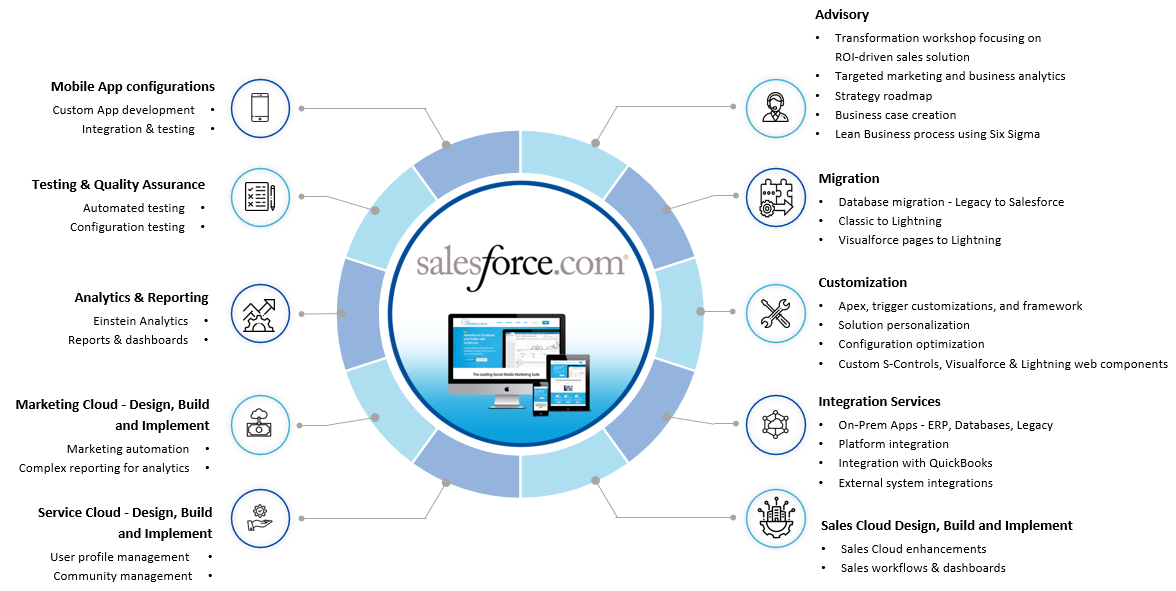 Mobile App configurations
Custom App development •
Integration & testing •
Testing & Quality Assurance
Automated testing •
Configuration testing •
Analytics & Reporting
Einstein Analytics •
Reports & dashboards •
Marketing Cloud - Design, Build
and Implement
Marketing automation •
Complex reporting for analytics •
Service Cloud - Design, Build
and Implement
User profile management •
Community management •
salesforce.com®
The Leading Social Media Marketing Suite
Advisory
• Transformation workshop focusing on
ROI-driven sales solution
• Targeted marketing and business analytics
• Strategy roadmap
• Business case creation
• Lean Business process using Six Sigma
Migration
• Database migration - Legacy to Salesforce
• Classic to Lightning
• Visualforce pages to Lightning
Customization
• Apex, trigger customizations, and framework
• Solution personalization
• Configuration optimization
• Custom S-Controls, Visualforce & Lightning web components
Integration Services
• On-Prem Apps - ERP, Databases, Legacy
• Platform integration
• Integration with QuickBooks
• External system integrations
Sales Cloud Design, Build and Implement
• Sales Cloud enhancements
• Sales workflows & dashboards